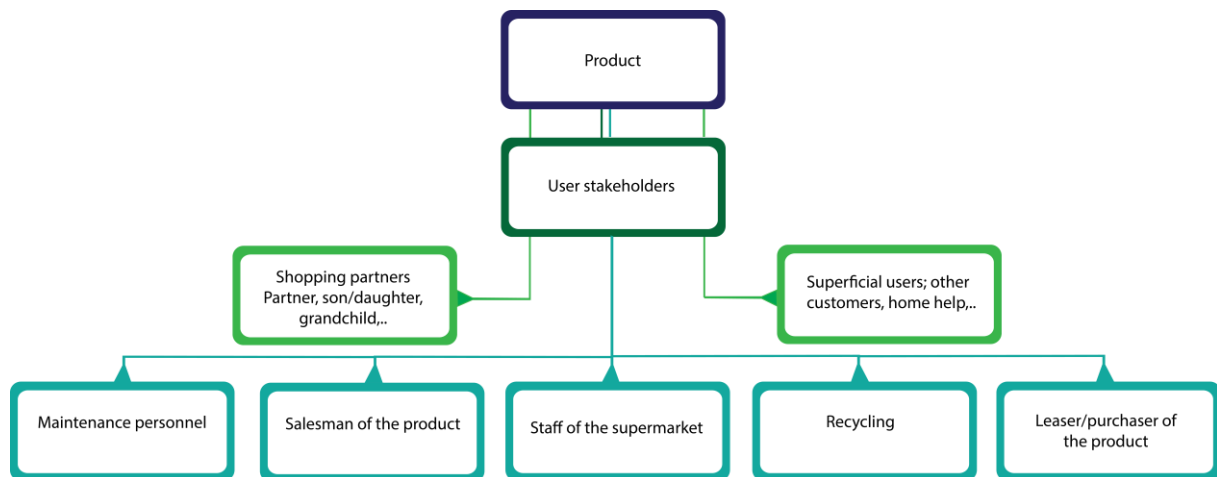 Product
User stakeholders
Shopping partners
Partner, son/daughter,
grandchild,..
Superficial users; other
customers, home help,..
Maintenance personnel
Salesman of the product
Staff of the supermarket
Recycling
Leaser/purchaser of
the product